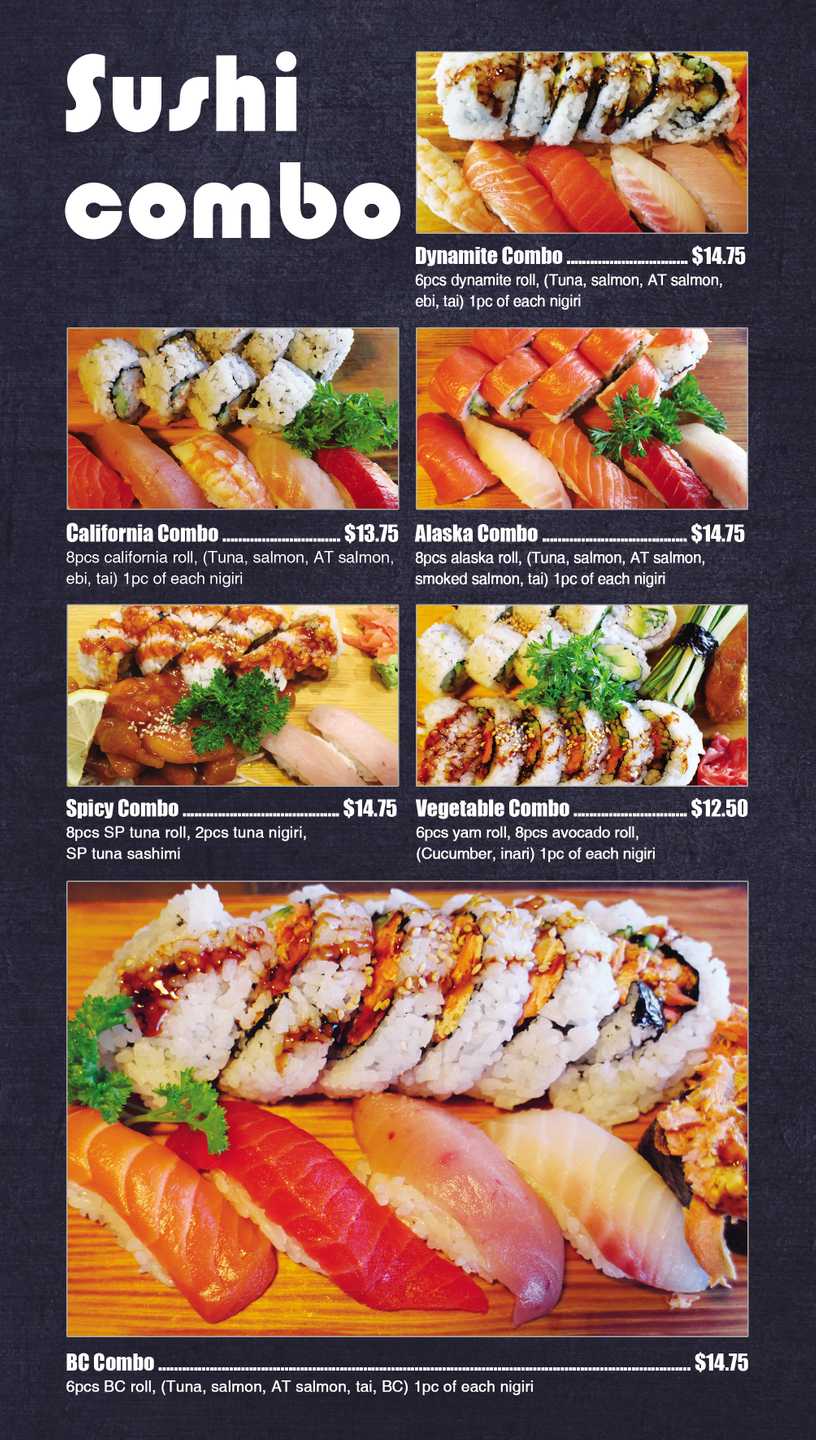 Sushi
combo
Dynamite Combo ................................ $14.75
6pcs dynamite roll, (Tuna, salmon, AT salmon,
ebi, tai) 1pc of each nigiri
California Combo ............................... $13.75
8pcs california roll, (Tuna, salmon, AT salmon,
ebi, tai) 1pc of each nigiri
Alaska Combo ...................................... $14.75
8pcs alaska roll, (Tuna, salmon, AT salmon,
smoked salmon, tai) 1pc of each nigiri
Spicy Combo ......................................... $14.75
8pcs SP tuna roll, 2pcs tuna nigiri,
SP tuna sashimi
Vegetable Combo .............................. $12.50
6pcs yam roll, 8pcs avocado roll,
(Cucumber, inari) 1pc of each nigiri
BC Combo ............................................................................................................................................ $14.75
6pcs BC roll, (Tuna, salmon, AT salmon, tai, BC) 1pc of each nigiri